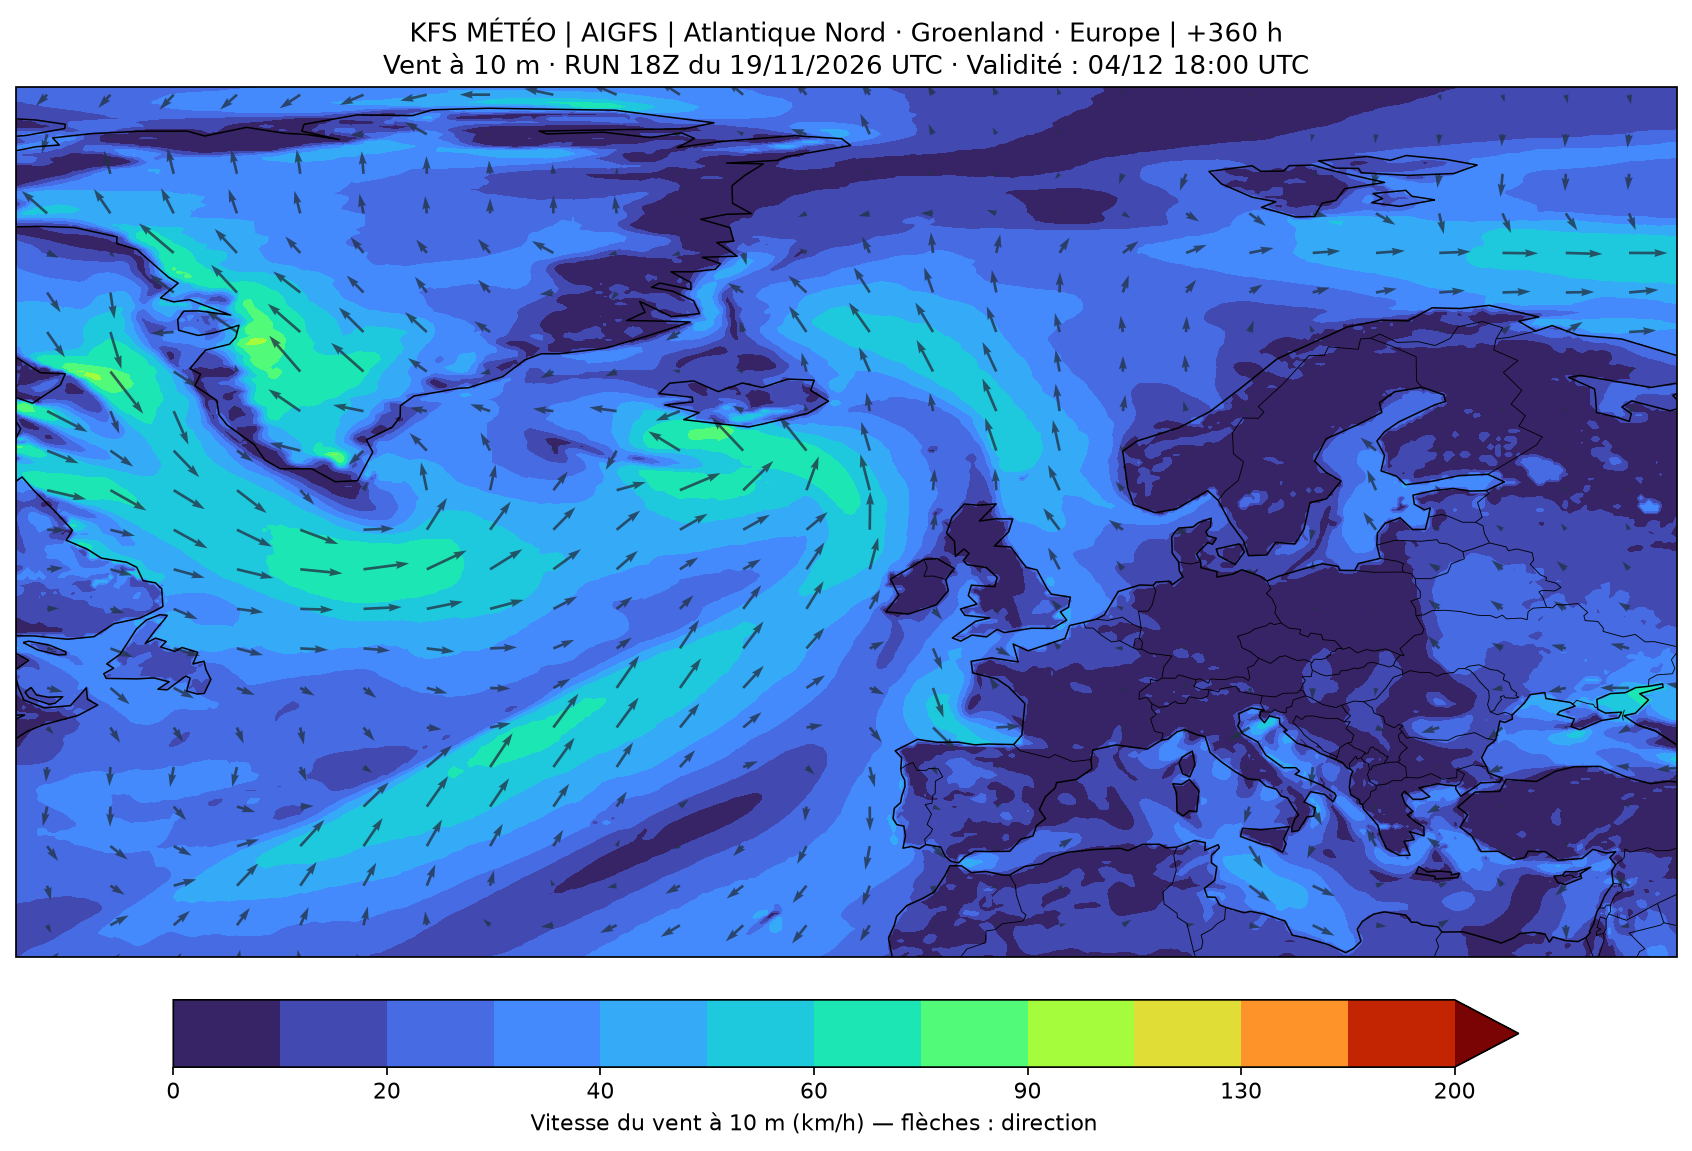 KFS MÉTÉO | AIGFS | Atlantique Nord · Groenland · Europe | +360 h
Vent à 10 m · RUN 18Z du 19/11/2026 UTC · Validité : 04/12 18:00 UTC
0 20 40 60 90 130 200
Vitesse du vent à 10 m (km/h) — flèches : direction